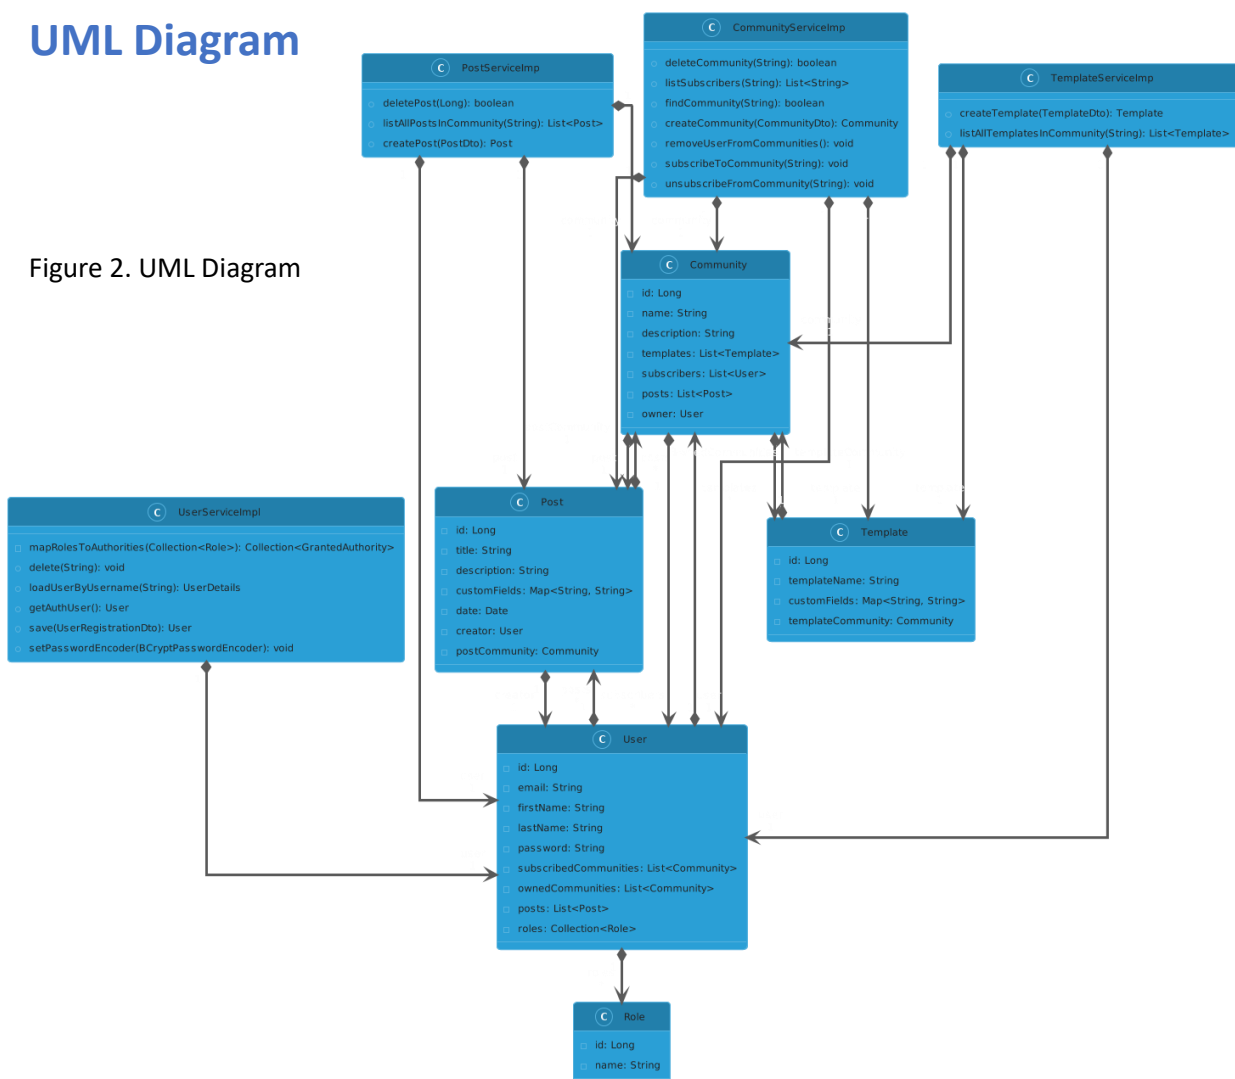 UML Diagram
C PostServiceImp
deletePost(Long): boolean
listAllPostsInCommunity(String): List<Post>
createPost(PostDto): Post
C CommunityServiceImp
deleteCommunity(String): boolean
listSubscribers(String): List<String>
findCommunity(String): boolean
createCommunity(CommunityDto): Community
removeUserFromCommunities(): void
subscribeToCommunity(String): void
unsubscribeFromCommunity(String): void
C TemplateServiceImp
createTemplate(TemplateDto): Template
listAllTemplatesInCommunity(String): List<Template>
Figure 2. UML Diagram
C Community
id: Long
name: String
description: String
templates: List<Template>
subscribers: List<User>
posts: List<Post>
owner: User
C UserServiceImpl
mapRolesToAuthorities(Collection<Role>): Collection<GrantedAuthority>
delete(String): void
loadUserByUsername(String): UserDetails
getAuthUser(): User
save(UserRegistrationDto): User
setPasswordEncoder(BCryptPasswordEncoder): void
C Post
id: Long
title: String
description: String
customFields: Map<String, String>
date: Date
creator: User
postCommunity: Community
C Template
id: Long
templateName: String
customFields: Map<String, String>
templateCommunity: Community
C User
id: Long
email: String
firstName: String
lastName: String
password: String
subscribedCommunities: List<Community>
ownedCommunities: List<Community>
posts: List<Post>
roles: Collection<Role>
C Role
id: Long
name: String